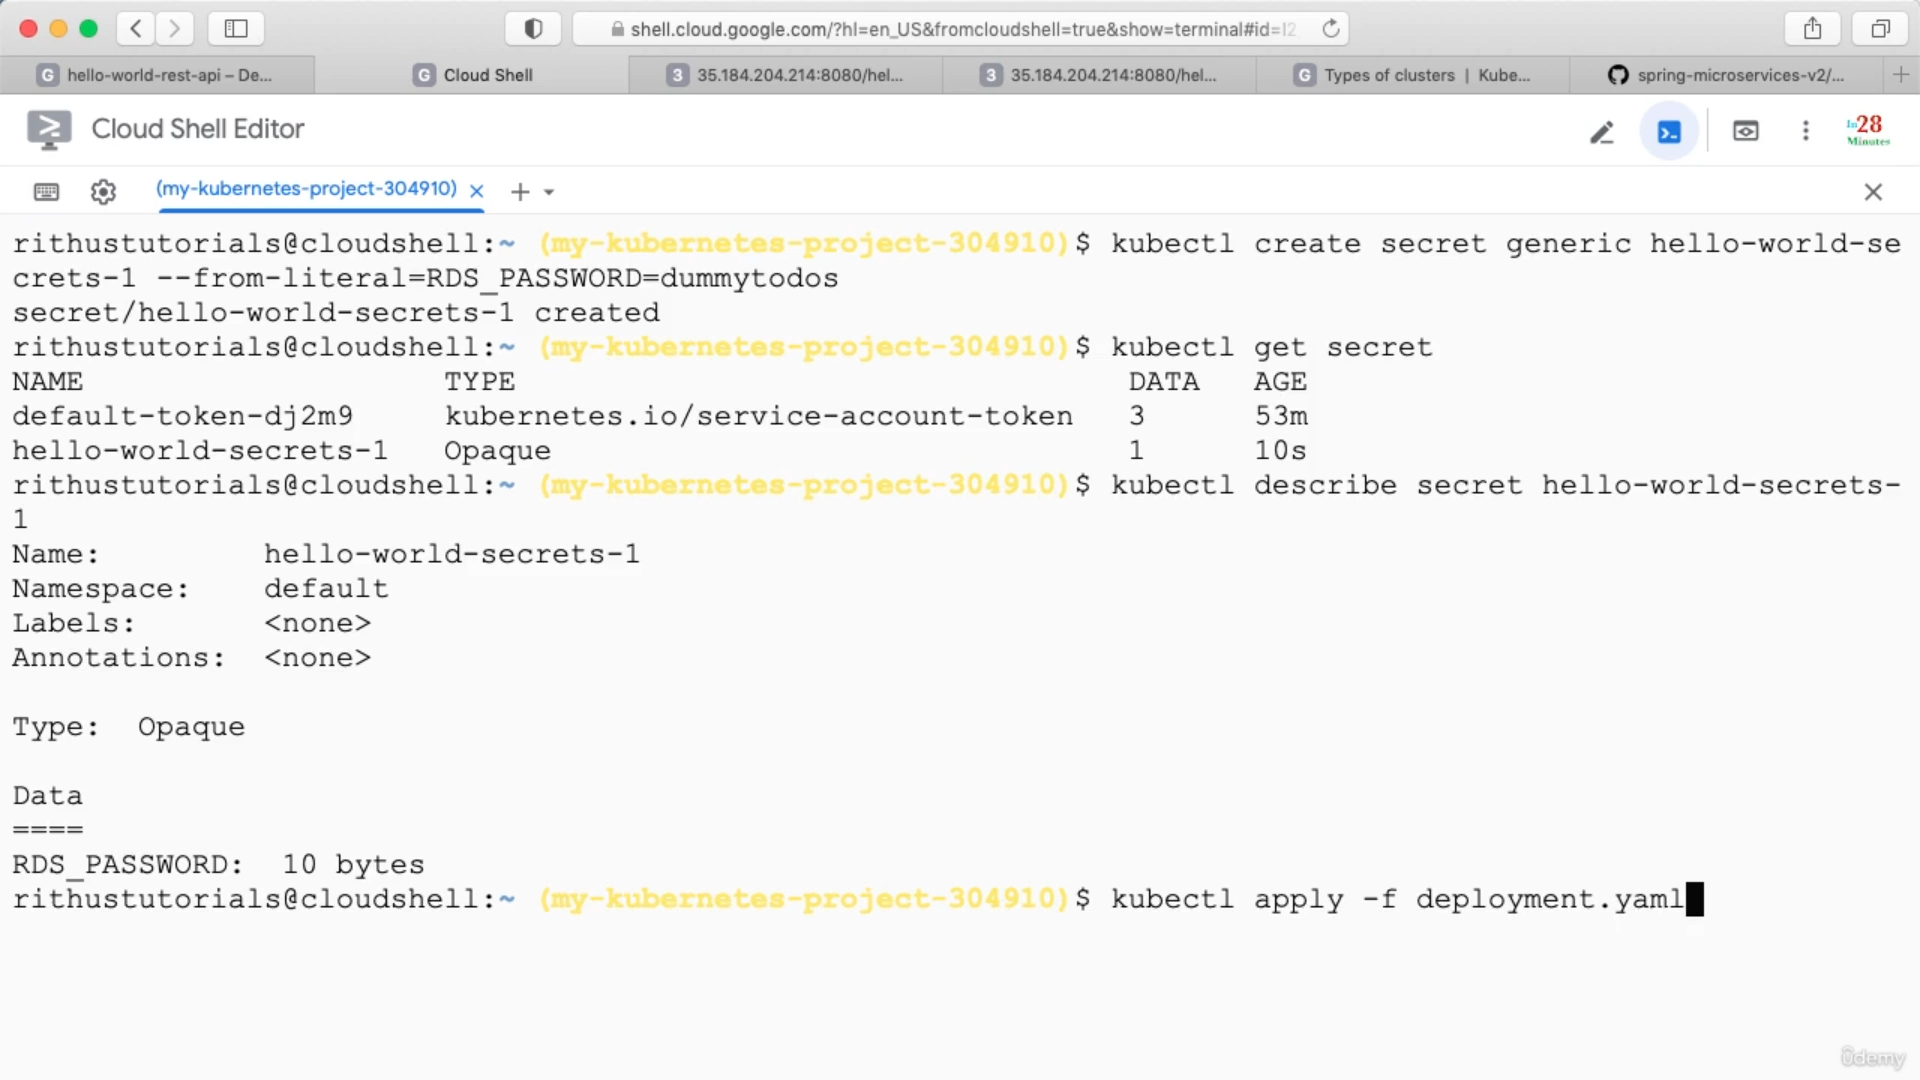 shell.cloud.google.com/?hl=en_US&fromcloudshell=true&show=terminal#id=I2
hello-world-rest-api – De...
Cloud Shell
3 35.184.204.214:8080/hel...
3 35.184.204.214:8080/hel...
Types of clusters | Kube...
spring-microservices-v2/...
Cloud Shell Editor
in28
Minutes
(my-kubernetes-project-304910)
rithustutorials@cloudshell:~ (my-kubernetes-project-304910)$ kubectl create secret generic hello-world-se
crets-1 --from-literal=RDS_PASSWORD=dummytodos
secret/hello-world-secrets-1 created
rithustutorials@cloudshell:~ (my-kubernetes-project-304910)$ kubectl get secret
NAME TYPE DATA AGE
default-token-dj2m9 kubernetes.io/service-account-token 3 53m
hello-world-secrets-1 Opaque 1 10s
rithustutorials@cloudshell:~ (my-kubernetes-project-304910)$ kubectl describe secret hello-world-secrets-
1
Name: hello-world-secrets-1
Namespace: default
Labels: <none>
Annotations: <none>
Type: Opaque
Data
====
RDS_PASSWORD: 10 bytes
rithustutorials@cloudshell:~ (my-kubernetes-project-304910)$ kubectl apply -f deployment.yaml
ûdemy